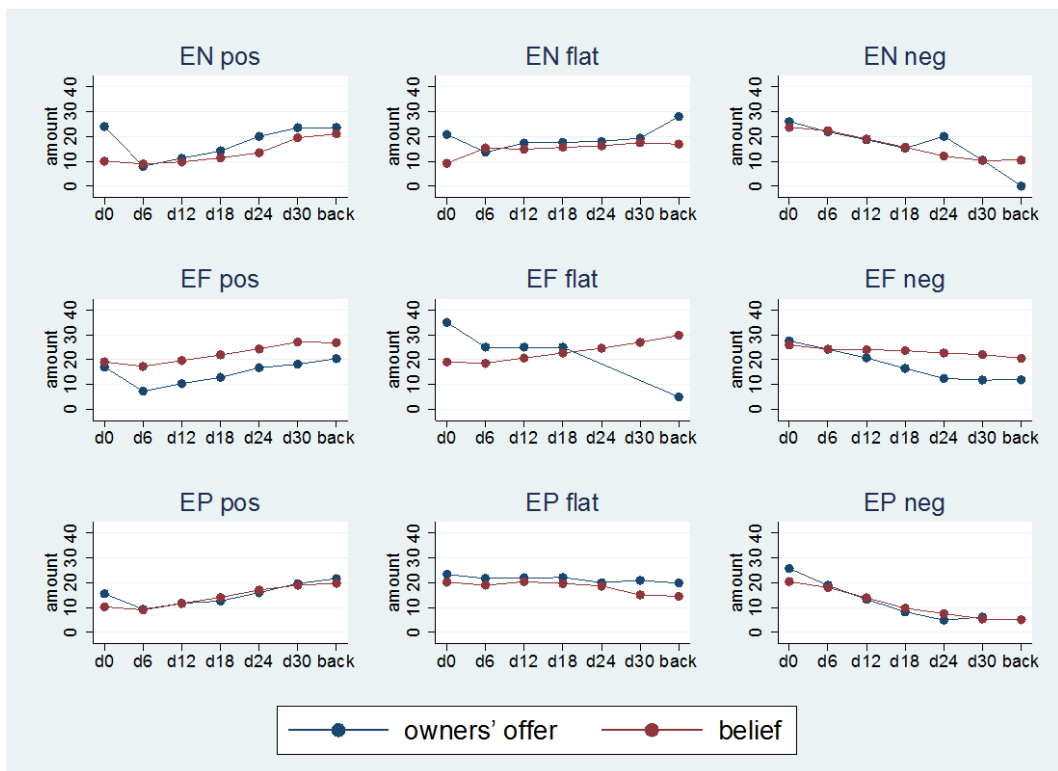 EN pos
EN flat
EN neg
amount
0 10 20 30 40
d0 d6 d12 d18 d24 d30 back
amount
0 10 20 30 40
d0 d6 d12 d18 d24 d30 back
amount
0 10 20 30 40
d0 d6 d12 d18 d24 d30 back
EF pos
EF flat
EF neg
amount
0 10 20 30 40
d0 d6 d12 d18 d24 d30 back
amount
0 10 20 30 40
d0 d6 d12 d18 d24 d30 back
amount
0 10 20 30 40
d0 d6 d12 d18 d24 d30 back
EP pos
EP flat
EP neg
amount
0 10 20 30 40
d0 d6 d12 d18 d24 d30 back
amount
0 10 20 30 40
d0 d6 d12 d18 d24 d30 back
amount
0 10 20 30 40
d0 d6 d12 d18 d24 d30 back
owners’ offer
belief